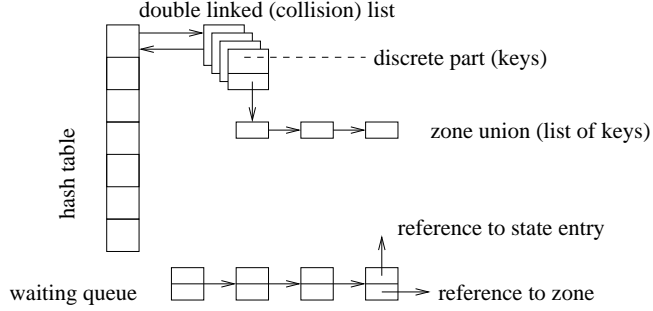 double linked (collision) list
discrete part (keys)
zone union (list of keys)
hash table
reference to state entry
waiting queue
reference to zone